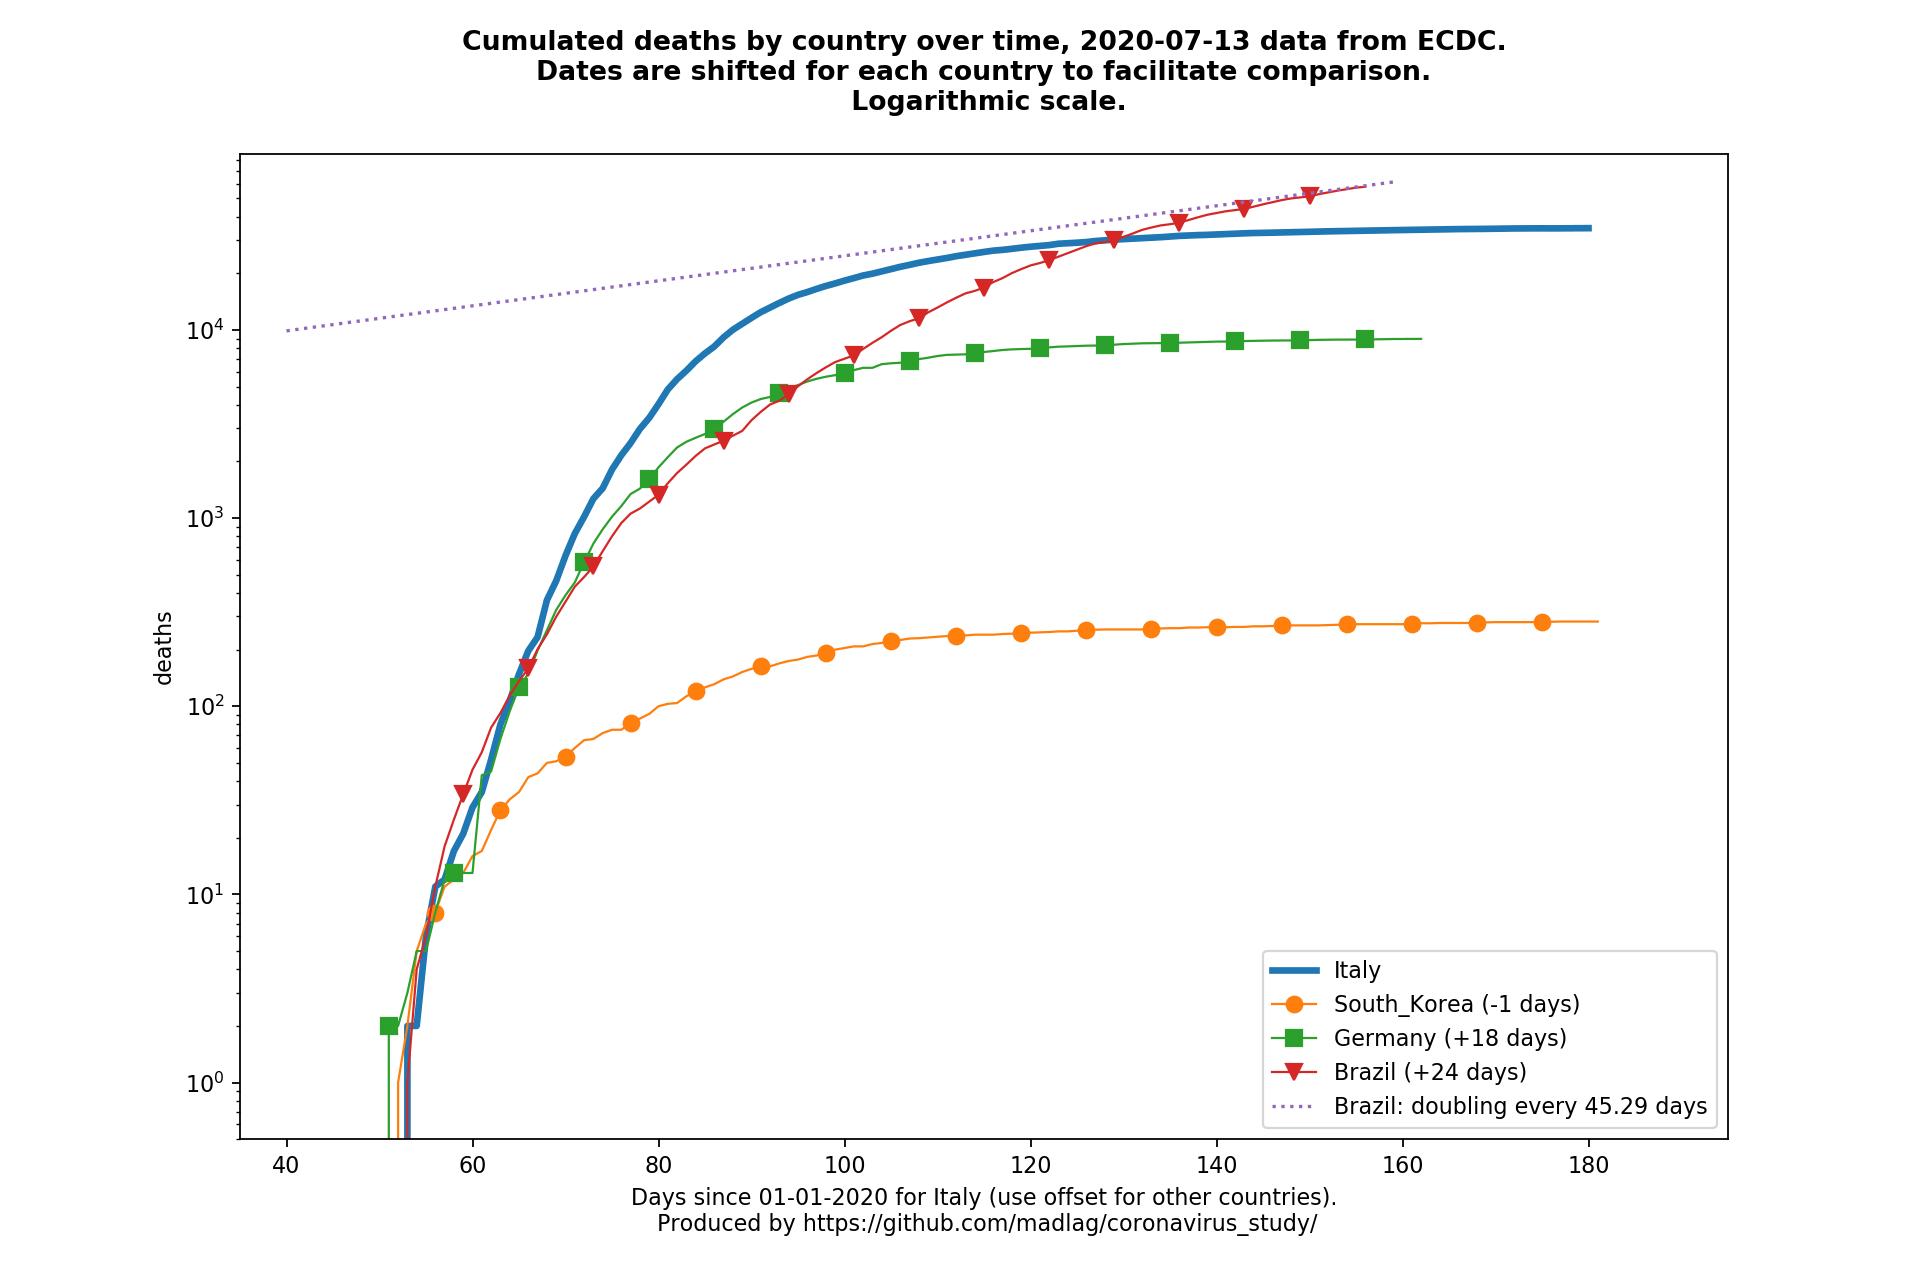 Cumulated deaths by country over time, 2020-07-13 data from ECDC.
Dates are shifted for each country to facilitate comparison.
Logarithmic scale.
10^4
10^3
10^2
10^1
10^0
deaths
40 60 80 100 120 140 160 180
Italy
South_Korea (-1 days)
Germany (+18 days)
Brazil (+24 days)
Brazil: doubling every 45.29 days
Days since 01-01-2020 for Italy (use offset for other countries).
Produced by https://github.com/madlag/coronavirus_study/